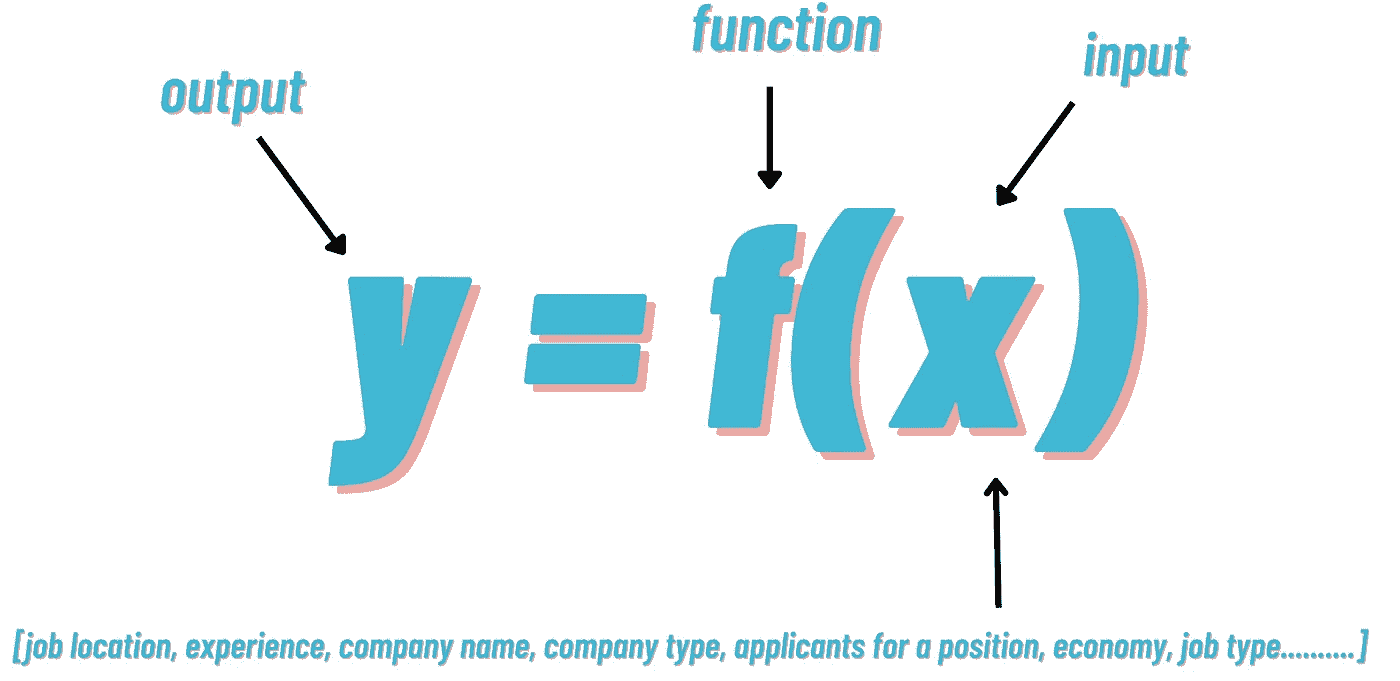 function
input
output
y = f(x)
[job location, experience, company name, company type, applicants for a position, economy, job type..........]